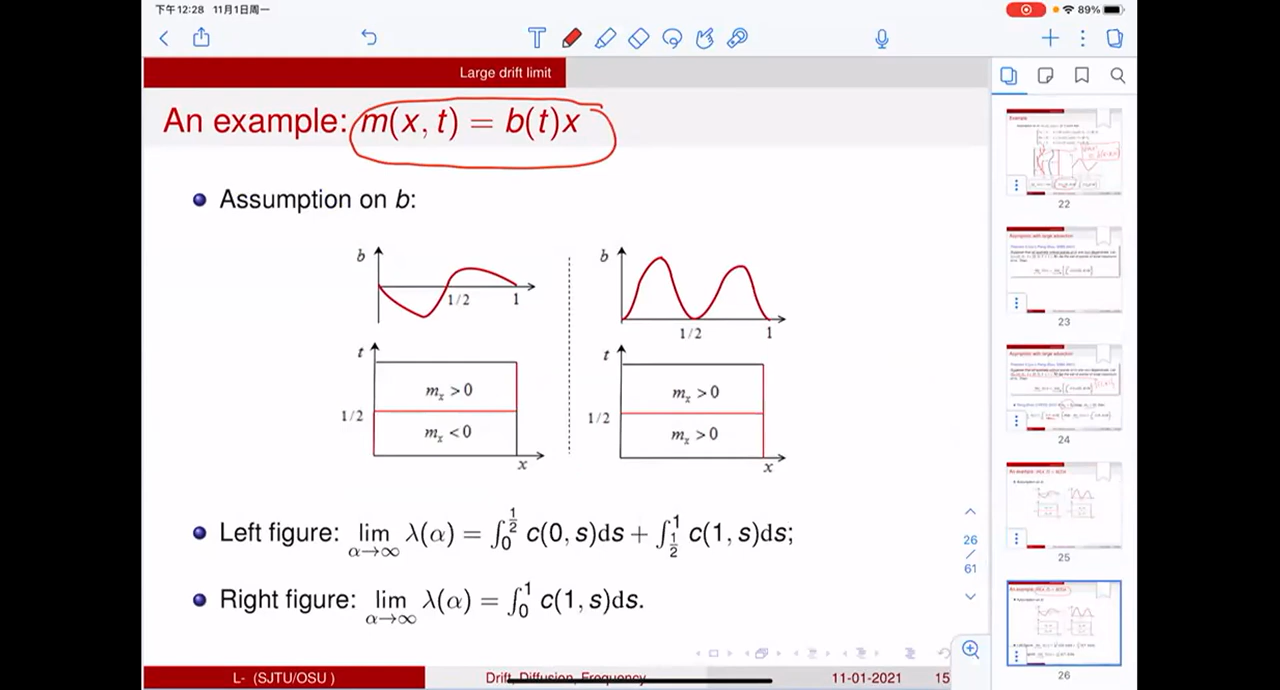 下午12:28 11月1日周一
89%
Large drift limit
An example: m(x, t) = b(t)x
Assumption on b:
b
1/2
1
t
m_x > 0
1/2
m_x < 0
x
b
1/2
1
t
m_x > 0
1/2
m_x > 0
x
Left figure: lim_{α→∞} λ(α) = ∫_0^{1/2} c(0, s)ds + ∫_{1/2}^1 c(1, s)ds;
Right figure: lim_{α→∞} λ(α) = ∫_0^1 c(1, s)ds.
L- (SJTU/OSU )
Drift, Diffusion, Frequency
11-01-2021
15
26
/
61
22
23
24
25
26